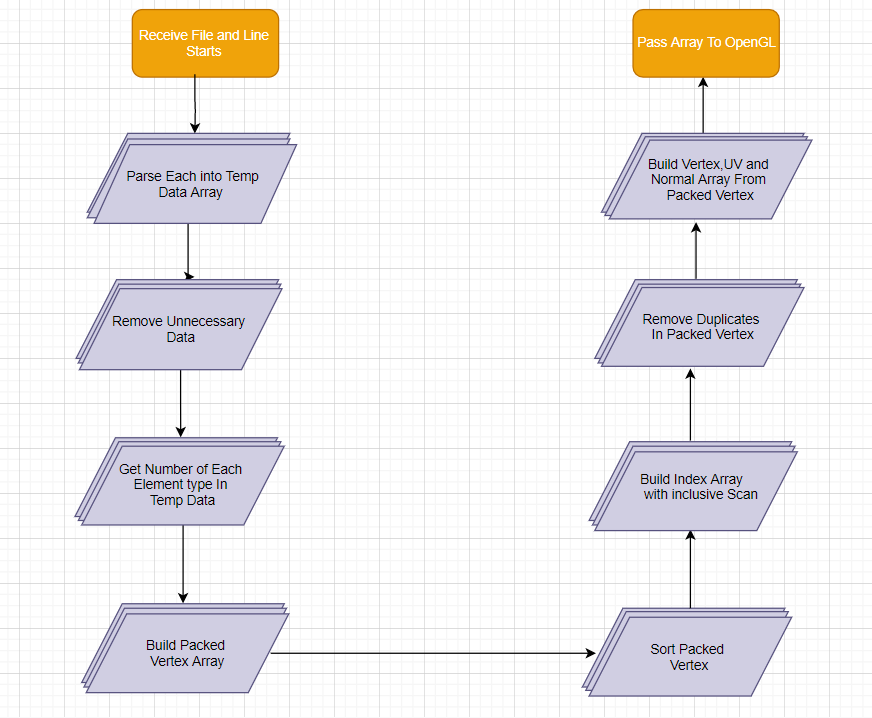 Receive File and Line
Starts
Parse Each into Temp
Data Array
Remove Unnecessary
Data
Get Number of Each
Element type In
Temp Data
Build Packed
Vertex Array
Sort Packed
Vertex
Build Index Array
with inclusive Scan
Remove Duplicates
In Packed Vertex
Build Vertex,UV and
Normal Array From
Packed Vertex
Pass Array To OpenGL